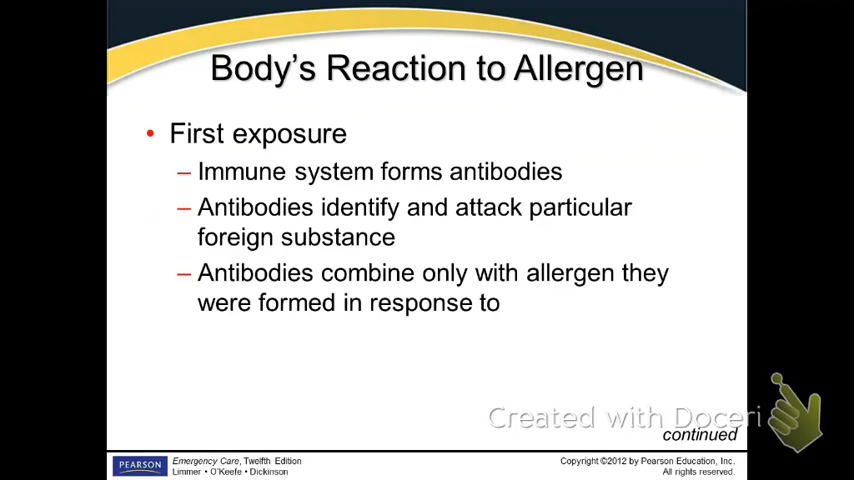 Body's Reaction to Allergen
• First exposure
– Immune system forms antibodies
– Antibodies identify and attack particular
foreign substance
– Antibodies combine only with allergen they
were formed in response to
Created with Doceri
continued
PEARSON
Emergency Care, Twelfth Edition
Limmer • O'Keefe • Dickinson
Copyright ©2012 by Pearson Education, Inc.
All rights reserved.